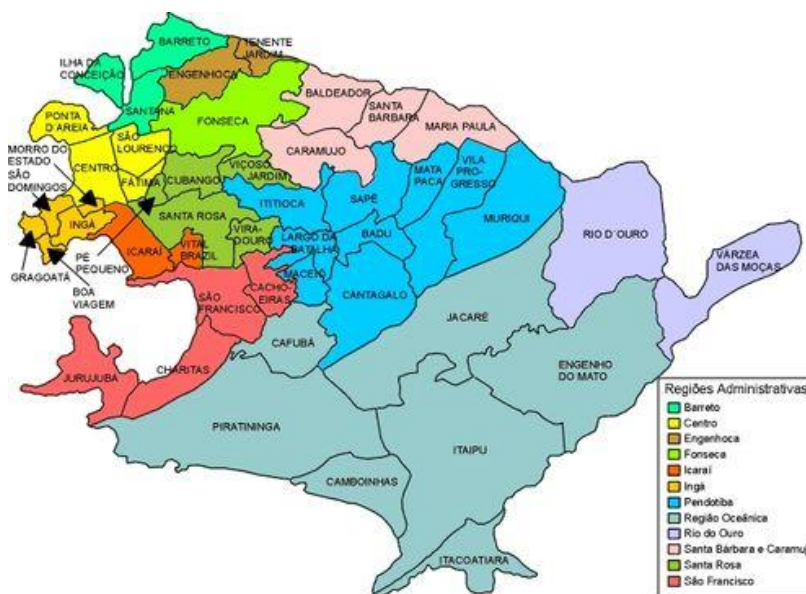 BARRETO
TENENTE
JARDIM
ILHA DA
CONCEIÇÃO
ENGENHOCA
SANTANA
BALDEADOR
SANTA
BÁRBARA
MARIA PAULA
PONTA
D'AREIA
FONSECA
SÃO
LOURENÇO
MORRO DO
ESTADO
SÃO
DOMINGOS
CENTRO
FÁTIMA
CUBANGO
VIÇOSO
JARDIM
CARAMUJO
MATA
PACA
VILA
PRO-
GRESSO
ITITIOCA
SAPÊ
SANTA ROSA
VIRA-
DOURO
INGÁ
LARGO DA
BATALHA
BADU
MURIQUI
RIO D'OURO
VÁRZEA
DAS MOÇAS
GRAGOATÁ
BOA
VIAGEM
PÉ
PEQUENO
ICARAÍ
VITAL
BRAZIL
MACEIÓ
CANTAGALO
SÃO
FRANCISCO
CACHO-
EIRAS
JACARÉ
CAFUBÁ
ENGENHO
DO MATO
JURUJUBA
CHARITAS
PIRATININGA
ITAIPU
CAMBOINHAS
ITACOATIARA
Regiões Administrativas
Barreto
Centro
Engenhoca
Fonseca
Icaraí
Ingá
Pendotiba
Região Oceânica
Rio do Ouro
Santa Bárbara e Caramuj
Santa Rosa
São Francisco